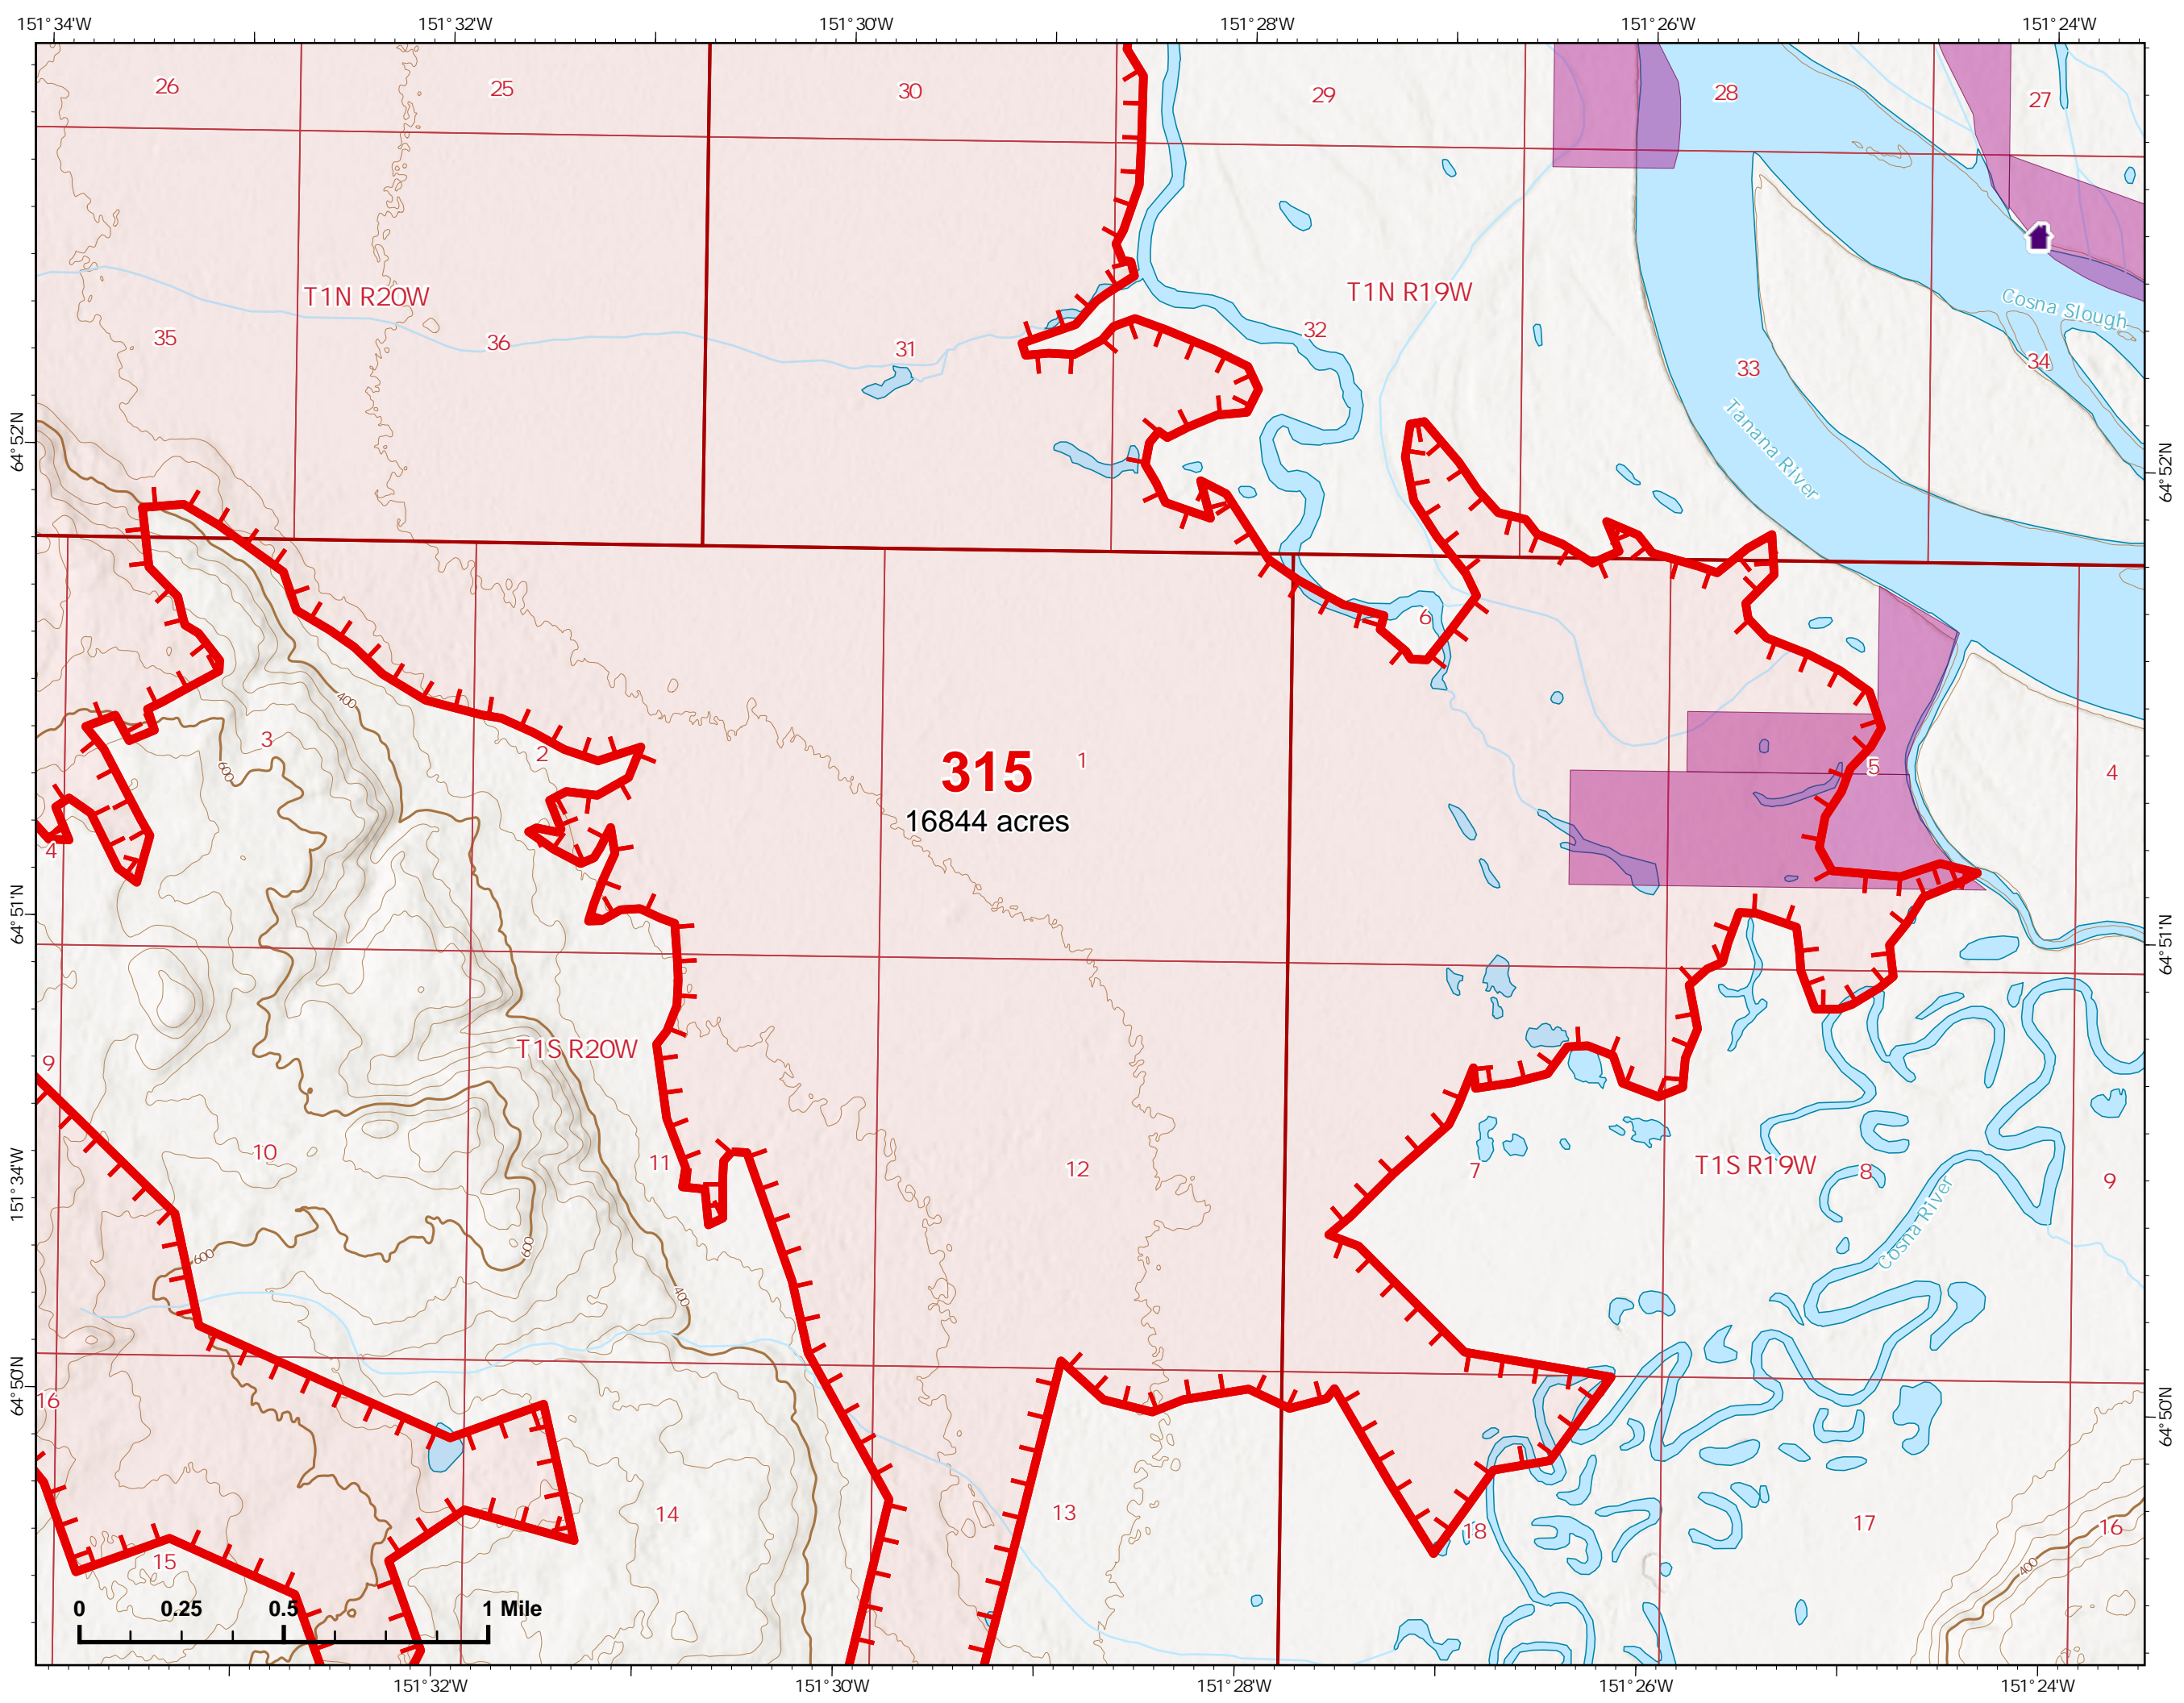 151°34'W 151°32'W 151°30'W 151°28'W 151°26'W 151°24'W
26 25 30 29 28 27
T1N R20W T1N R19W
Cosna Slough
35 36 31 32 33 34
Tanana River
64°52'N 64°52'N
6
400
3 2 1 5 4
600
315
16844 acres
4
64°51'N 64°51'N
9 T1S R20W
10 11 12 7 T1S R19W 8 9
151°34'W
Cosna River
600 600
400
64°50'N 64°50'N
16
14 13 18 17 16
15
400
0 0.25 0.5 1 Mile
151°32'W 151°30'W 151°28'W 151°26'W 151°24'W